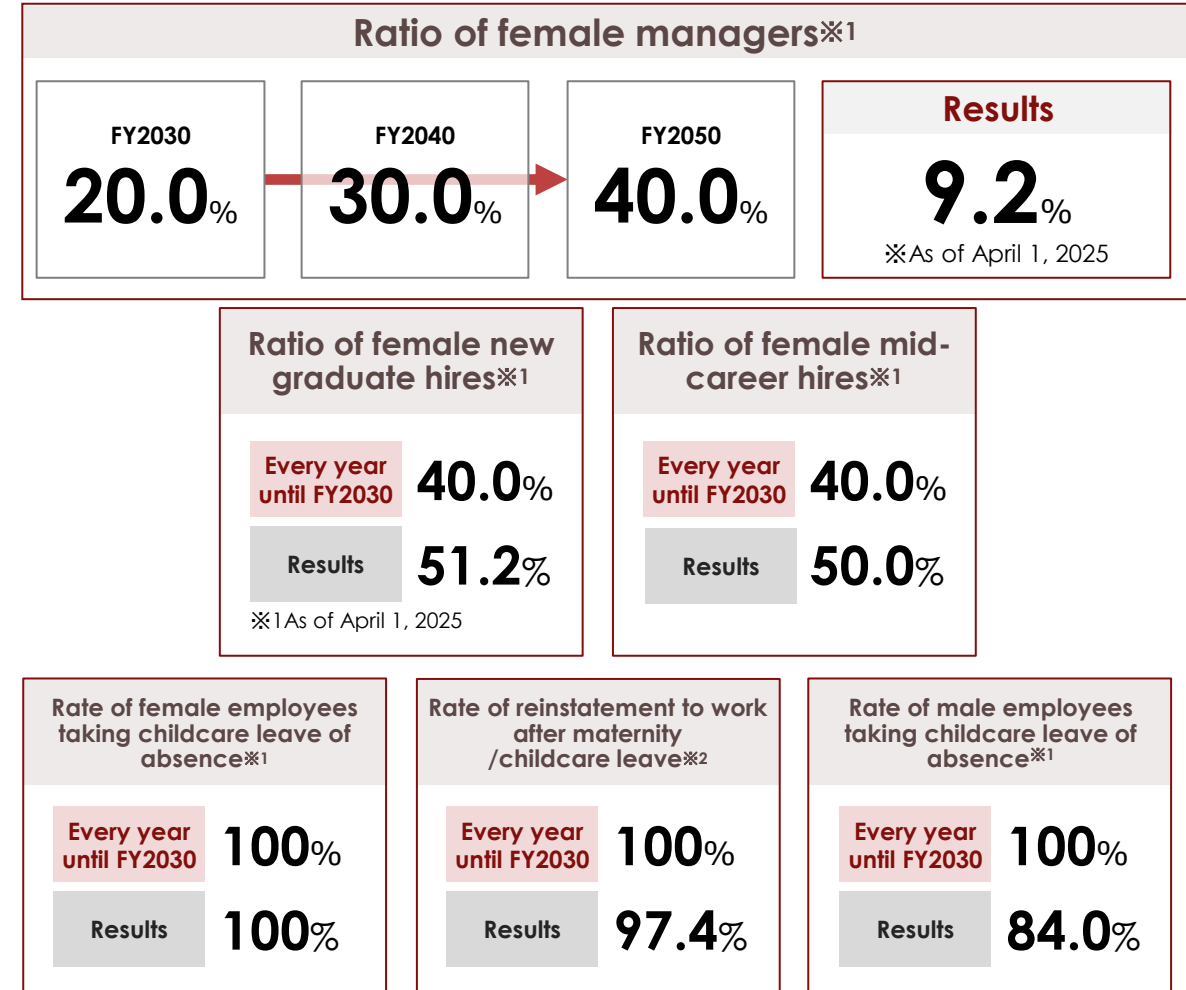 Ratio of female managers※1
FY2030
20.0%
FY2040
30.0%
FY2050
40.0%
Results
9.2%
※As of April 1, 2025
Ratio of female new
graduate hires※1
Every year
until FY2030
40.0%
Results
51.2%
※1As of April 1, 2025
Ratio of female mid-
career hires※1
Every year
until FY2030
40.0%
Results
50.0%
Rate of female employees
taking childcare leave of
absence※1
Every year
until FY2030
100%
Results
100%
Rate of reinstatement to work
after maternity
/childcare leave※2
Every year
until FY2030
100%
Results
97.4%
Rate of male employees
taking childcare leave of
absence※1
Every year
until FY2030
100%
Results
84.0%